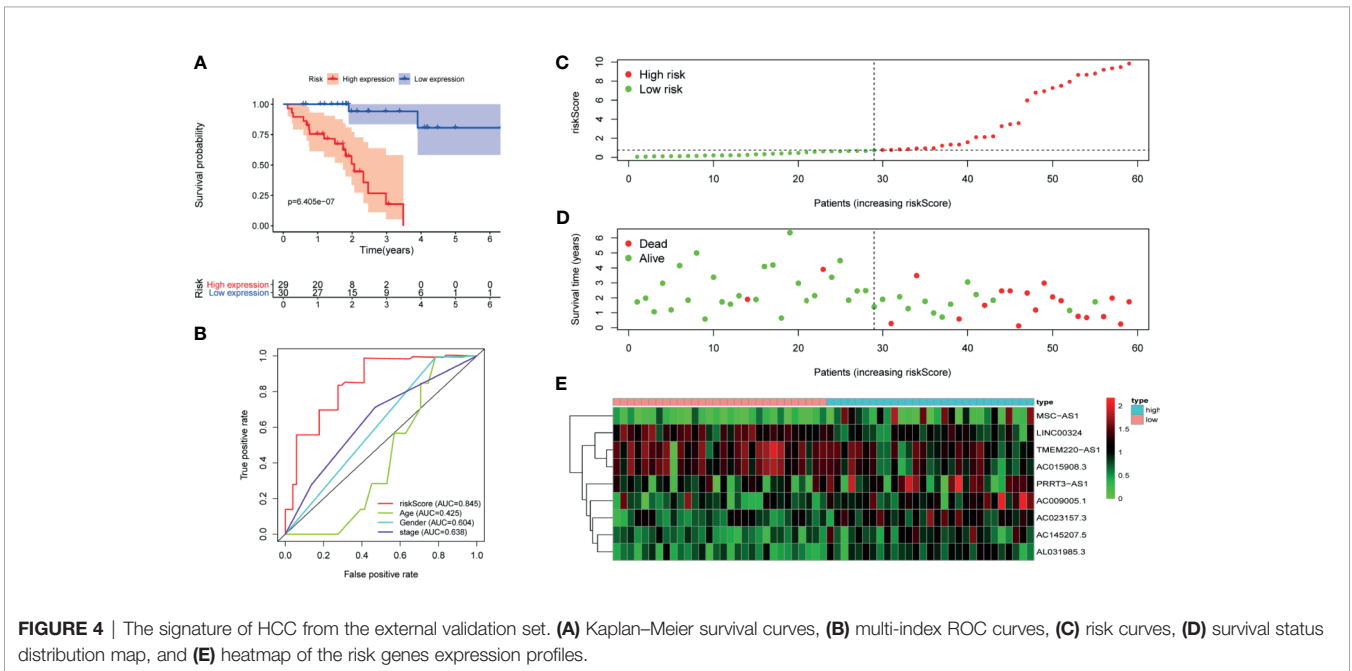 A
Risk High expression Low expression
Survival probability
1.00
0.75
0.50
0.25
0.00
p=6.405e−07
0 1 2 3 4 5 6
Time(years)
Risk
High expression 29 20 8 2 0 0 0
Low expression 30 27 15 9 6 1 1
0 1 2 3 4 5 6
B
True positive rate
1.0
0.8
0.6
0.4
0.2
0.0
riskScore (AUC=0.845)
Age (AUC=0.425)
Gender (AUC=0.604)
stage (AUC=0.638)
0.0 0.2 0.4 0.6 0.8 1.0
False positive rate
C
riskScore
10
8
6
4
2
0
High risk
Low risk
0 10 20 30 40 50 60
Patients (increasing riskScore)
D
Survival time (years)
6
5
4
3
2
1
0
Dead
Alive
0 10 20 30 40 50 60
Patients (increasing riskScore)
E
type
MSC−AS1
LINC00324
TMEM220−AS1
AC015908.3
PRRT3−AS1
AC009005.1
AC023157.3
AC145207.5
AL031985.3
2
1.5
1
0.5
0
type
high
low
FIGURE 4 | The signature of HCC from the external validation set. (A) Kaplan–Meier survival curves, (B) multi-index ROC curves, (C) risk curves, (D) survival status
distribution map, and (E) heatmap of the risk genes expression profiles.